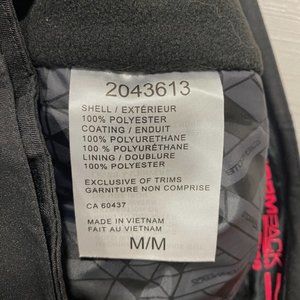 2043613
SHELL / EXTÉRIEUR
100% POLYESTER
COATING / ENDUIT
100% POLYURETHANE
100 % POLYURÉTHANE
LINING / DOUBLURE
100% POLYESTER
EXCLUSIVE OF TRIMS
GARNITURE NON COMPRISE
CA 60437
MADE IN VIETNAM
FAIT AU VIETNAM
M/M